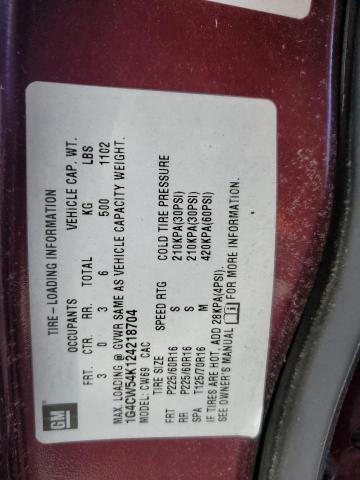 GM
TIRE-LOADING INFORMATION
OCCUPANTS VEHICLE CAP. WT.
FRT. CTR. RR. TOTAL KG LBS
3 0 3 6 500 1102
MAX. LOADING @ GVWR SAME AS VEHICLE CAPACITY WEIGHT.
1G4CW54K124218704
MODEL: CW69 CAC
TIRE SIZE SPEED RTG COLD TIRE PRESSURE
FRT P225/60R16 S 210KPA(30PSI)
RR P225/60R16 S 210KPA(30PSI)
SPA T125/70R16 M 420KPA(60PSI)
IF TIRES ARE HOT, ADD 28KPA(4PSI).
SEE OWNER'S MANUAL i FOR MORE INFORMATION.